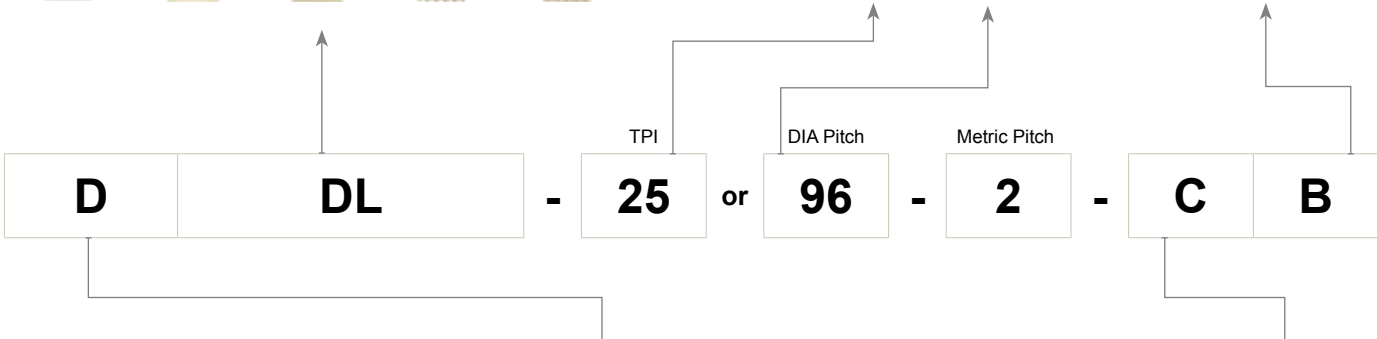 TPI DIA Pitch Metric Pitch
D DL - 25 or 96 - 2 - C B